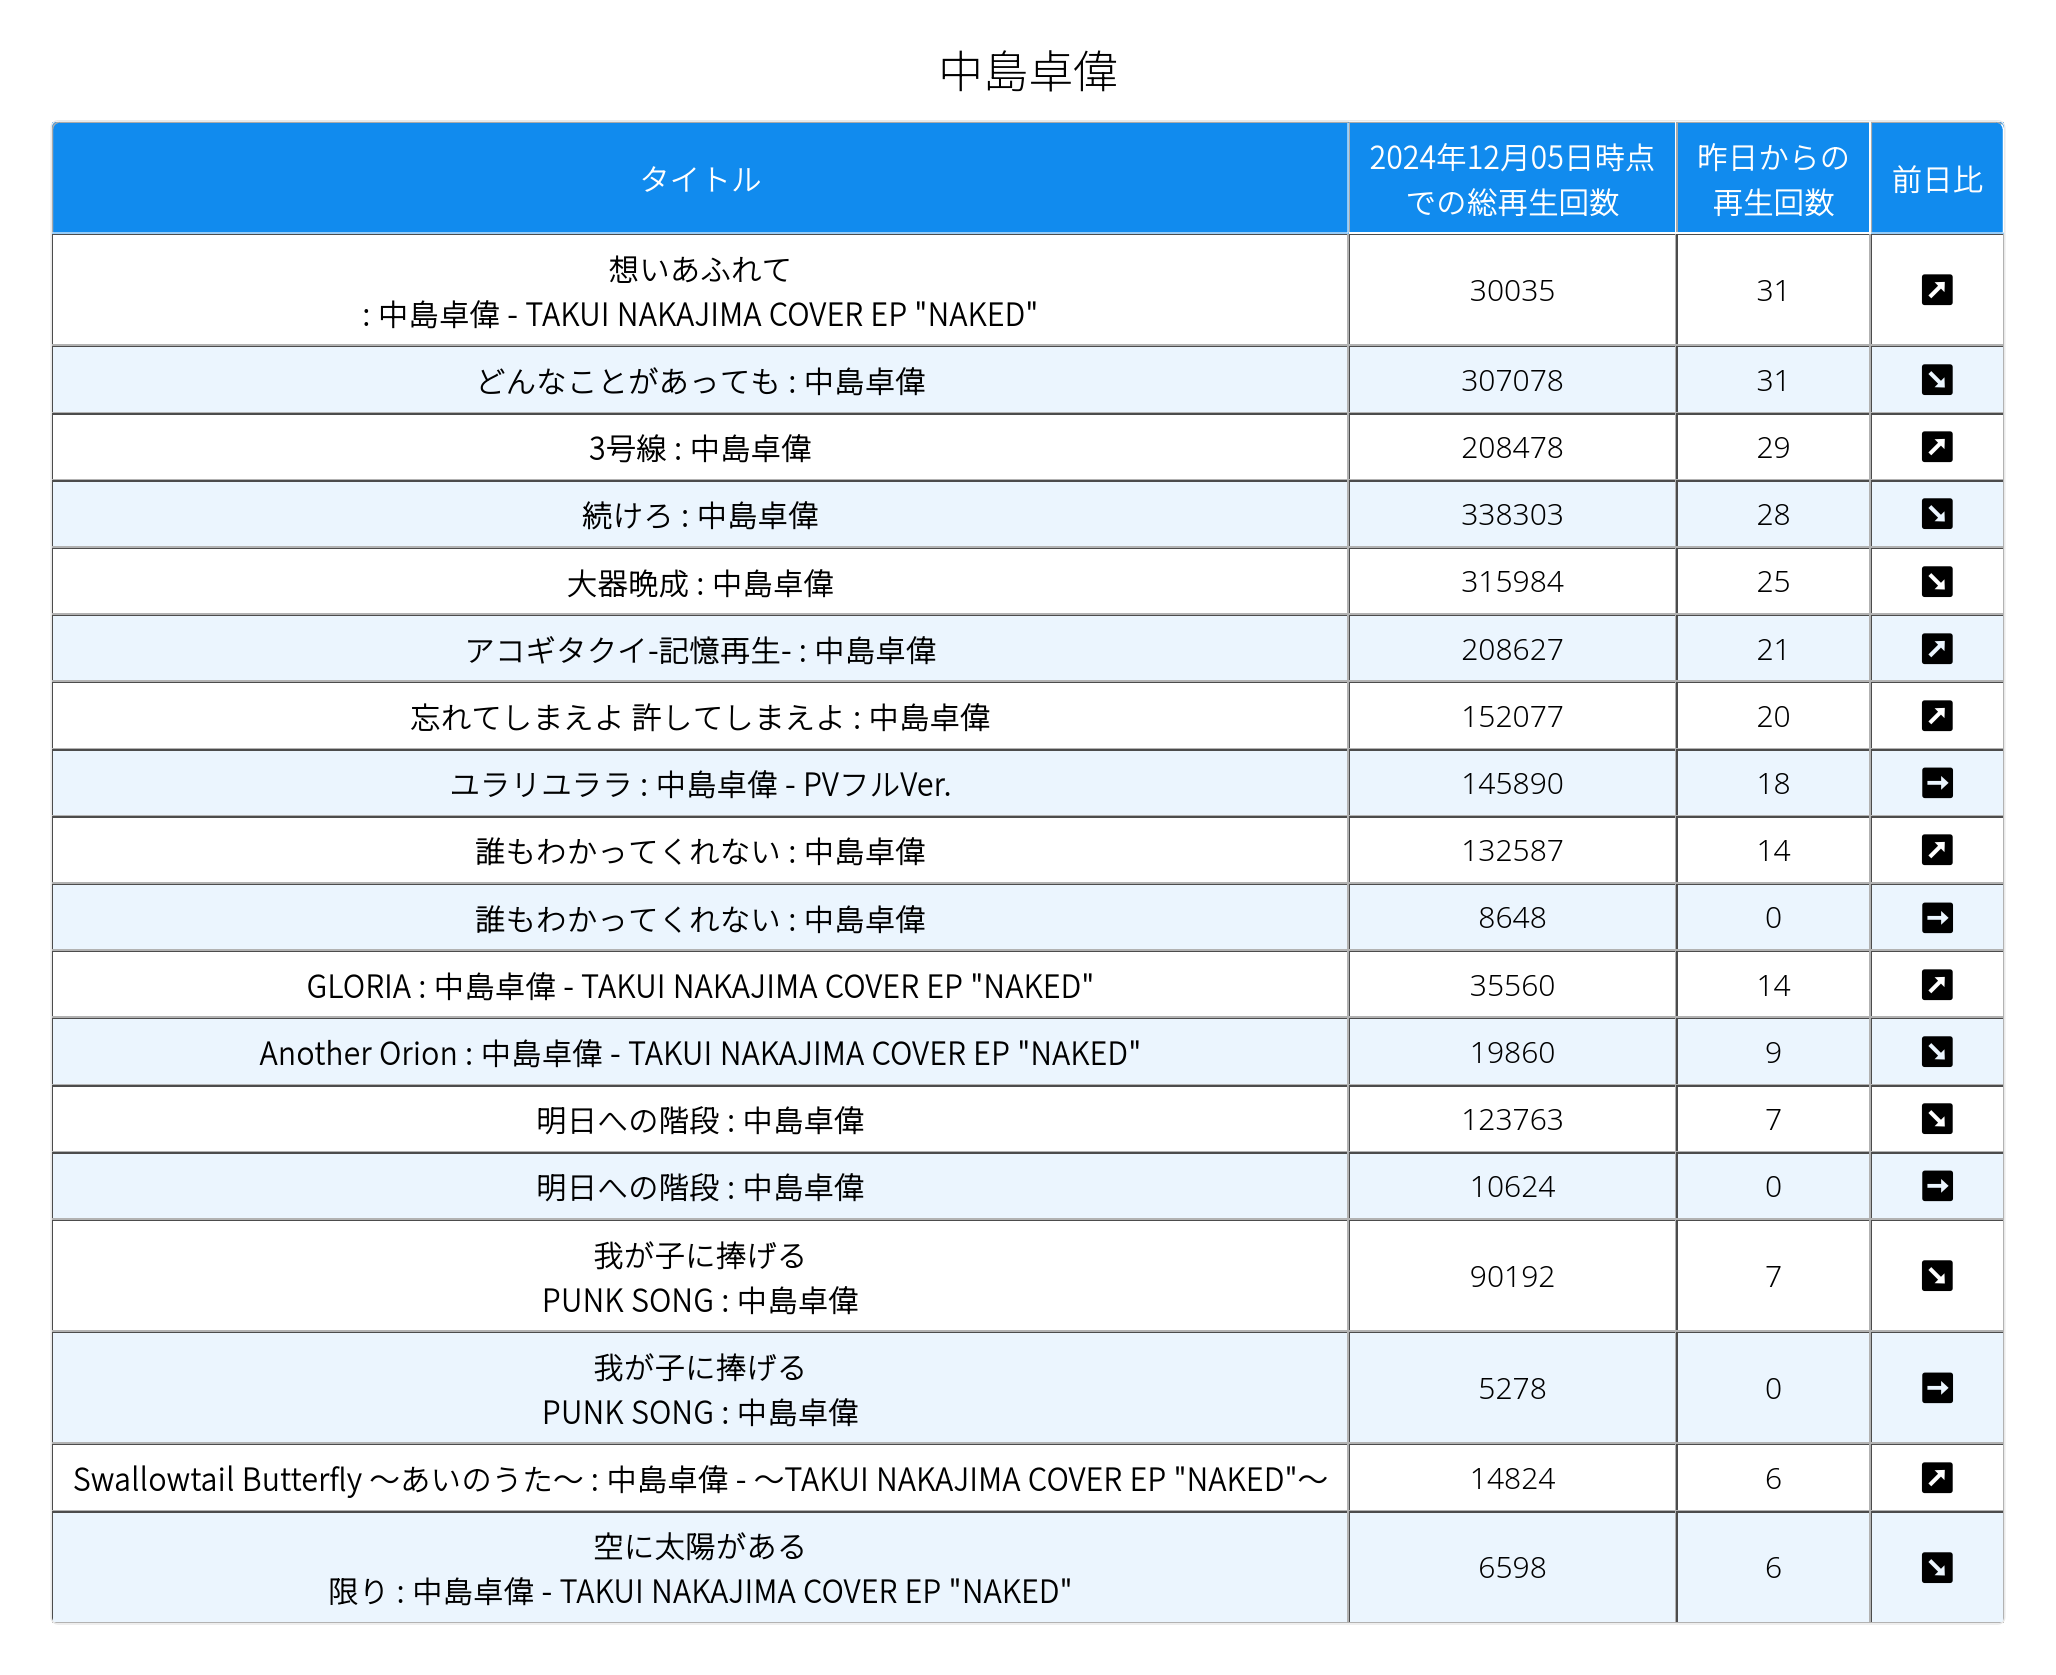 中島卓偉
タイトル 2024年12月05日時点での総再生回数 昨日からの再生回数 前日比
想いあふれて
: 中島卓偉 - TAKUI NAKAJIMA COVER EP "NAKED" 30035 31 ↗
どんなことがあっても : 中島卓偉 307078 31 ↘
3号線 : 中島卓偉 208478 29 ↗
続けろ : 中島卓偉 338303 28 ↘
大器晩成 : 中島卓偉 315984 25 ↘
アコギタクイ-記憶再生- : 中島卓偉 208627 21 ↗
忘れてしまえよ 許してしまえよ : 中島卓偉 152077 20 ↗
ユラリユララ : 中島卓偉 - PVフルVer. 145890 18 →
誰もわかってくれない : 中島卓偉 132587 14 ↗
誰もわかってくれない : 中島卓偉 8648 0 →
GLORIA : 中島卓偉 - TAKUI NAKAJIMA COVER EP "NAKED" 35560 14 ↗
Another Orion : 中島卓偉 - TAKUI NAKAJIMA COVER EP "NAKED" 19860 9 ↘
明日への階段 : 中島卓偉 123763 7 ↘
明日への階段 : 中島卓偉 10624 0 →
我が子に捧げる
PUNK SONG : 中島卓偉 90192 7 ↘
我が子に捧げる
PUNK SONG : 中島卓偉 5278 0 →
Swallowtail Butterfly ～あいのうた～ : 中島卓偉 - ～TAKUI NAKAJIMA COVER EP "NAKED"～ 14824 6 ↗
空に太陽がある
限り : 中島卓偉 - TAKUI NAKAJIMA COVER EP "NAKED" 6598 6 ↘